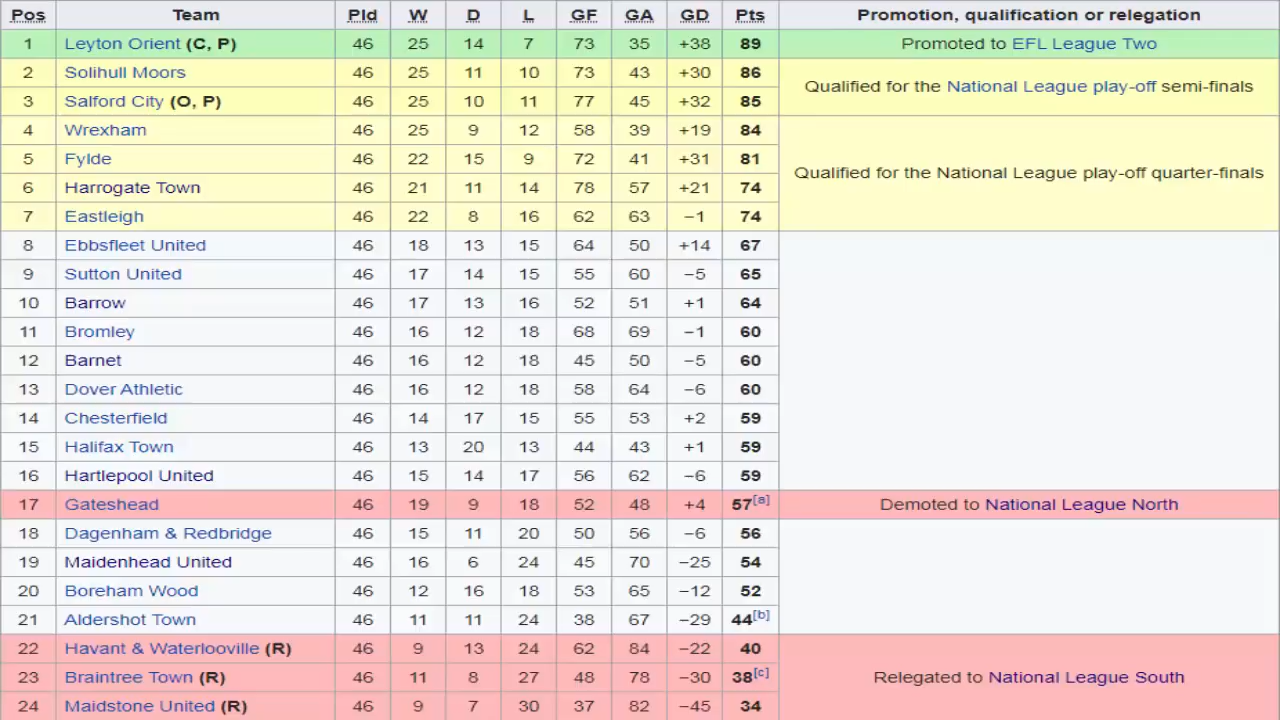 Pos Team Pld W D L GF GA GD Pts Promotion, qualification or relegation
1 Leyton Orient (C, P) 46 25 14 7 73 35 +38 89 Promoted to EFL League Two
2 Solihull Moors 46 25 11 10 73 43 +30 86
Qualified for the National League play-off semi-finals
3 Salford City (O, P) 46 25 10 11 77 45 +32 85
4 Wrexham 46 25 9 12 58 39 +19 84
5 Fylde 46 22 15 9 72 41 +31 81
Qualified for the National League play-off quarter-finals
6 Harrogate Town 46 21 11 14 78 57 +21 74
7 Eastleigh 46 22 8 16 62 63 −1 74
8 Ebbsfleet United 46 18 13 15 64 50 +14 67
9 Sutton United 46 17 14 15 55 60 −5 65
10 Barrow 46 17 13 16 52 51 +1 64
11 Bromley 46 16 12 18 68 69 −1 60
12 Barnet 46 16 12 18 45 50 −5 60
13 Dover Athletic 46 16 12 18 58 64 −6 60
14 Chesterfield 46 14 17 15 55 53 +2 59
15 Halifax Town 46 13 20 13 44 43 +1 59
16 Hartlepool United 46 15 14 17 56 62 −6 59
17 Gateshead 46 19 9 18 52 48 +4 57[a] Demoted to National League North
18 Dagenham & Redbridge 46 15 11 20 50 56 −6 56
19 Maidenhead United 46 16 6 24 45 70 −25 54
20 Boreham Wood 46 12 16 18 53 65 −12 52
21 Aldershot Town 46 11 11 24 38 67 −29 44[b]
22 Havant & Waterlooville (R) 46 9 13 24 62 84 −22 40
23 Braintree Town (R) 46 11 8 27 48 78 −30 38[c] Relegated to National League South
24 Maidstone United (R) 46 9 7 30 37 82 −45 34